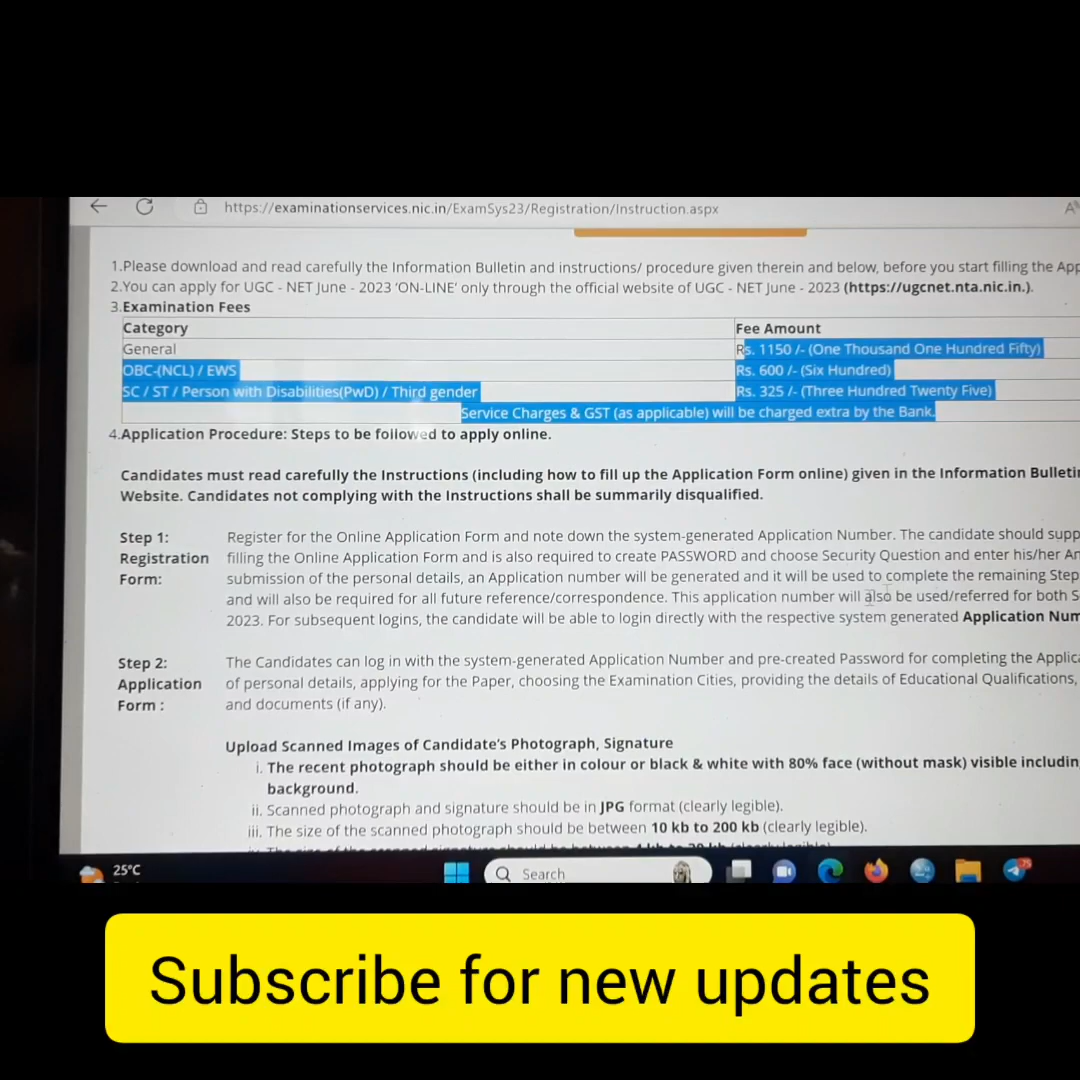 https://examinationservices.nic.in/ExamSys23/Registration/Instruction.aspx
1.Please download and read carefully the Information Bulletin and instructions/ procedure given therein and below, before you start filling the App
2.You can apply for UGC - NET June - 2023 'ON-LINE' only through the official website of UGC - NET June - 2023 (https://ugcnet.nta.nic.in.).
3.Examination Fees
Category Fee Amount
General Rs. 1150 /- (One Thousand One Hundred Fifty)
OBC-(NCL) / EWS Rs. 600 /- (Six Hundred)
SC / ST / Person with Disabilities(PwD) / Third gender Rs. 325 /- (Three Hundred Twenty Five)
Service Charges & GST (as applicable) will be charged extra by the Bank.
4.Application Procedure: Steps to be followed to apply online.
Candidates must read carefully the Instructions (including how to fill up the Application Form online) given in the Information Bulletin
Website. Candidates not complying with the Instructions shall be summarily disqualified.
Step 1: Register for the Online Application Form and note down the system-generated Application Number. The candidate should supp
Registration filling the Online Application Form and is also required to create PASSWORD and choose Security Question and enter his/her An
Form: submission of the personal details, an Application number will be generated and it will be used to complete the remaining Step
and will also be required for all future reference/correspondence. This application number will also be used/referred for both S
2023. For subsequent logins, the candidate will be able to login directly with the respective system generated Application Num
Step 2: The Candidates can log in with the system-generated Application Number and pre-created Password for completing the Applica
Application of personal details, applying for the Paper, choosing the Examination Cities, providing the details of Educational Qualifications,
Form : and documents (if any).
Upload Scanned Images of Candidate's Photograph, Signature
i. The recent photograph should be either in colour or black & white with 80% face (without mask) visible includin
background.
ii. Scanned photograph and signature should be in JPG format (clearly legible).
iii. The size of the scanned photograph should be between 10 kb to 200 kb (clearly legible).
25°C
Search
Subscribe for new updates